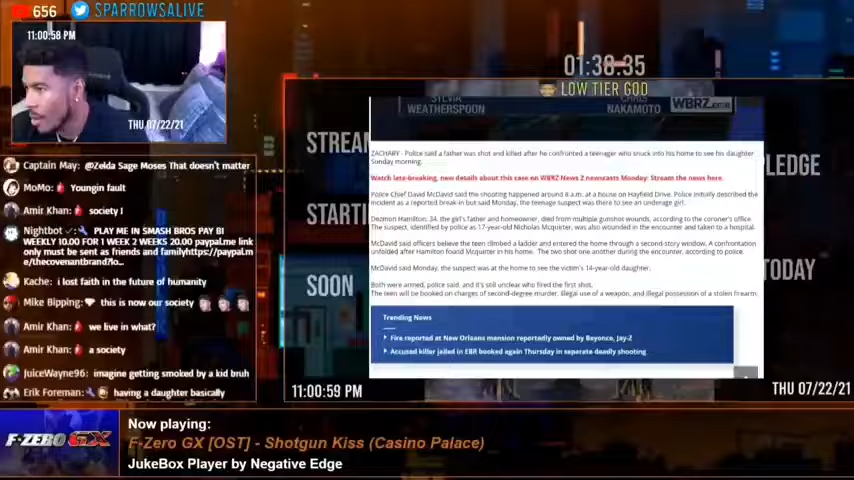 656
SPARROWSALIVE
11:00:58 PM
THU 07/22/21
01:38:35
LOW TIER GOD
SYLVIA
WEATHERSPOON
CHRIS
NAKAMOTO
WBRZ.com
STREA
STARTI
SOON
LEDGE
ODAY
ZACHARY - Police said a father was shot and killed after he confronted a teenager who snuck into his home to see his daughter
Sunday morning.
Watch late-breaking, new details about this case on WBRZ News 2 newscasts Monday: Stream the news here.
Police Chief David McDavid said the shooting happened around 8 a.m. at a house on Hayfield Drive. Police initially described the
incident as a reported break-in but said Monday, the teenage suspect was there to see an underage girl.
Dezmon Hamilton, 34, the girl's father and homeowner, died from multiple gunshot wounds, according to the coroner's office.
The suspect, identified by police as 17-year-old Nicholas Mcquirter, was also wounded in the encounter and taken to a hospital.
McDavid said officers believe the teen climbed a ladder and entered the home through a second-story window. A confrontation
unfolded after Hamilton found Mcquirter in his home. The two shot one another during the encounter, according to police.
McDavid said Monday, the suspect was at the home to see the victim's 14-year-old daughter.
Both were armed, police said, and it's still unclear who fired the first shot.
The teen will be booked on charges of second-degree murder, illegal use of a weapon, and illegal possession of a stolen firearm.
Trending News
Fire reported at New Orleans mansion reportedly owned by Beyonce, Jay-Z
Accused killer jailed in EBR booked again Thursday in separate deadly shooting
11:00:59 PM
THU 07/22/21
Captain May: @Zelda Sage Moses That doesn't matter
MoMo: Youngin fault
Amir Khan: society !
Nightbot: PLAY ME IN SMASH BROS PAY BI
WEEKLY 10.00 FOR 1 WEEK 2 WEEKS 20.00 paypal.me link
only must be sent as friends and familyhttps://paypal.m
e/thecovenantbrand?lo...
Kache: i lost faith in the future of humanity
Mike Bipping: this is now our society
Amir Khan: we live in what?
Amir Khan: a society
JuiceWayne96: imagine getting smoked by a kid bruh
Erik Foreman: having a daughter basically
F-ZERO GX
Now playing:
F-Zero GX [OST] - Shotgun Kiss (Casino Palace)
JukeBox Player by Negative Edge